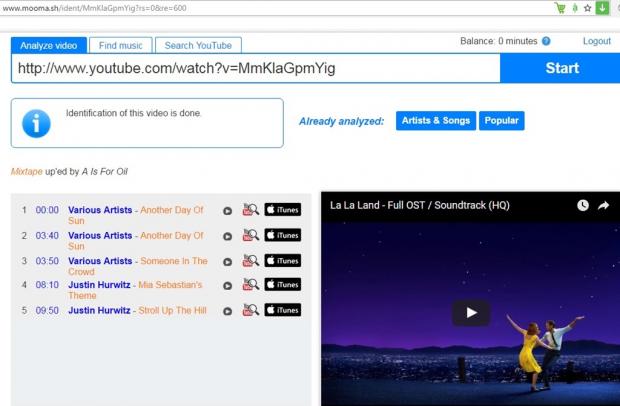 www.mooma.sh/ident/MmKlaGpmYig?rs=0&re=600
Analyze video Find music Search YouTube Balance: 0 minutes ? Logout
http://www.youtube.com/watch?v=MmKlaGpmYig Start
Identification of this video is done.
Already analyzed: Artists & Songs Popular
Mixtape up'ed by A Is For Oil
1 00:00 Various Artists - Another Day Of
Sun
iTunes
2 03:40 Various Artists - Another Day Of
Sun
iTunes
3 03:50 Various Artists - Someone In The
Crowd
iTunes
4 08:10 Justin Hurwitz - Mia Sebastian's
Theme
iTunes
5 09:50 Justin Hurwitz - Stroll Up The Hill
iTunes
La La Land - Full OST / Soundtrack (HQ)